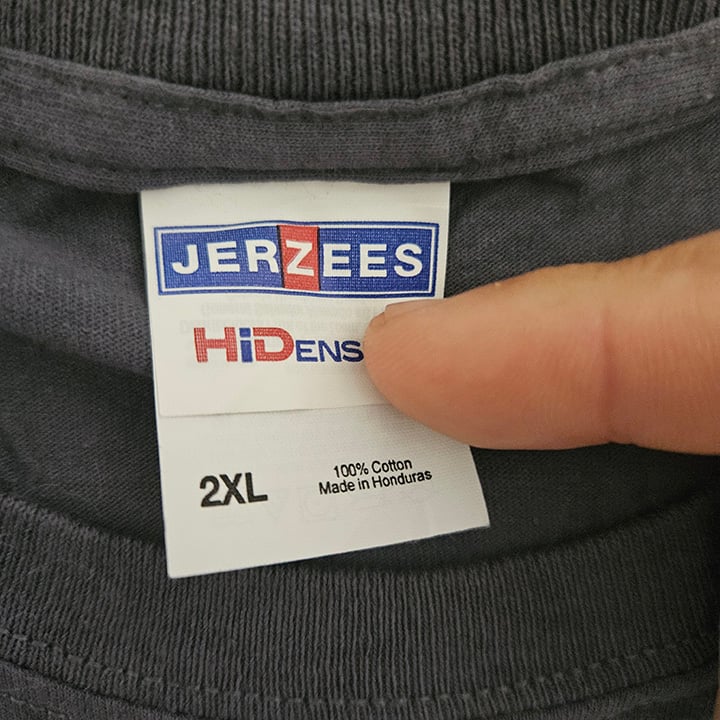 JERZEES
HiDENS
2XL
100% Cotton
Made in Honduras